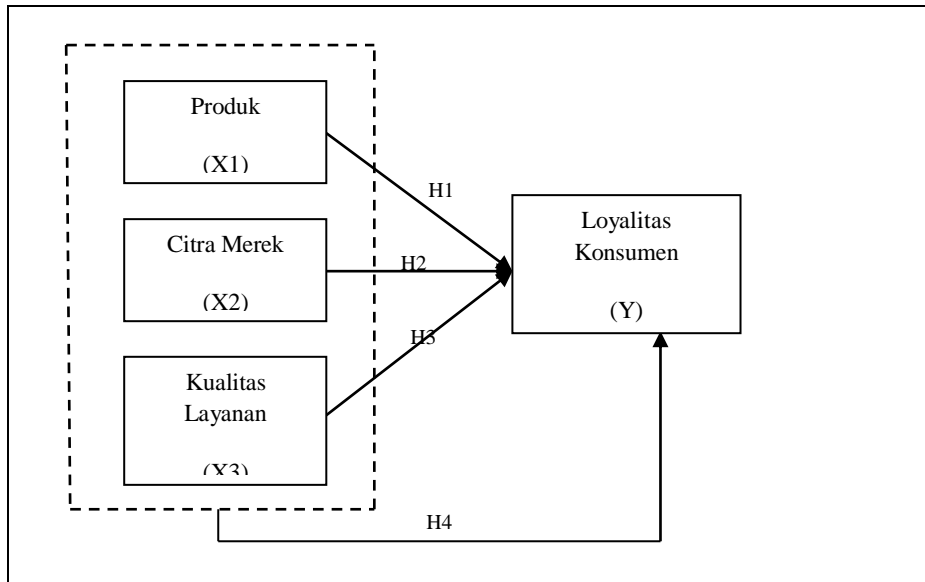 Produk
(X1)
H1
Citra Merek
(X2)
H2
Loyalitas
Konsumen
(Y)
H3
Kualitas
Layanan
(X3)
H4